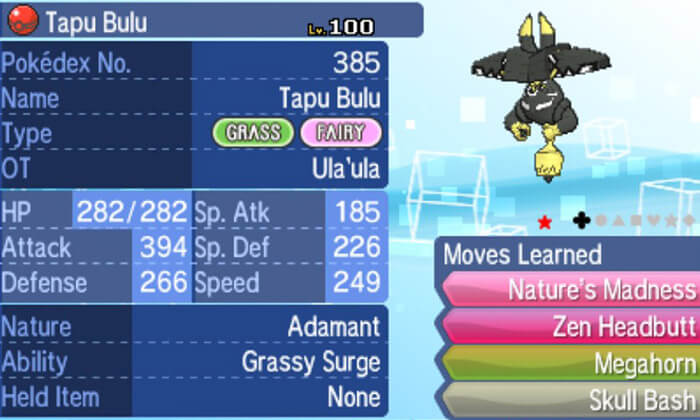 Tapu Bulu Lv.100
Pokédex No. 385
Name Tapu Bulu
Type GRASS FAIRY
OT Ula'ula
HP 282/282 Sp. Atk 185
Attack 394 Sp. Def 226
Defense 266 Speed 249
Nature Adamant
Ability Grassy Surge
Held Item None
Moves Learned
Nature's Madness
Zen Headbutt
Megahorn
Skull Bash